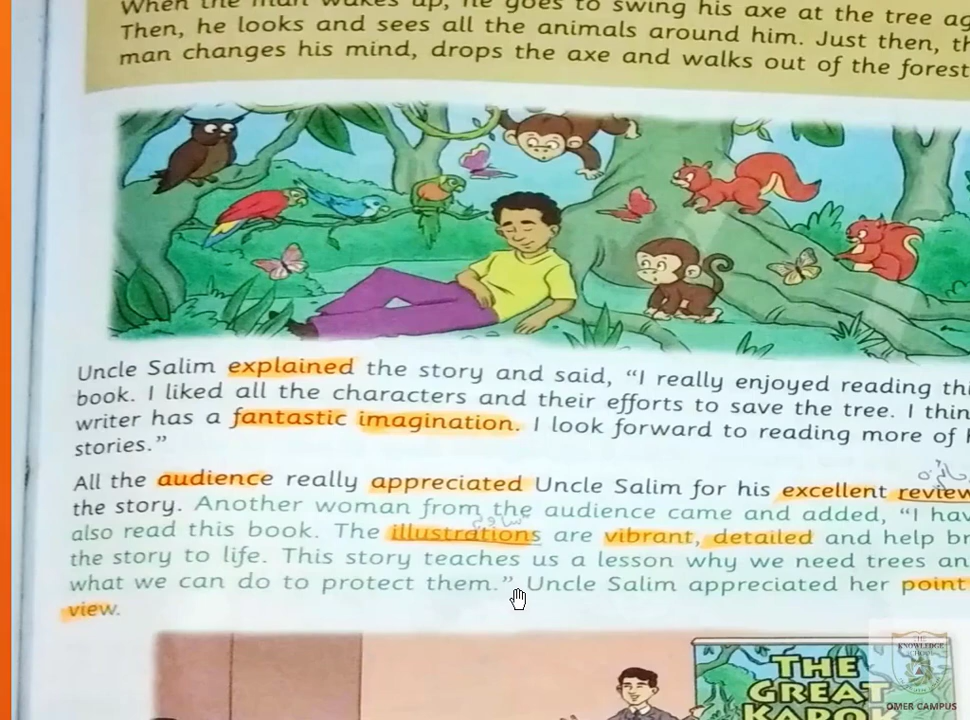 When the man wakes up, he goes to swing his axe at the tree
Then, he looks and sees all the animals around him. Just then,
man changes his mind, drops the axe and walks out of the forest
Uncle Salim explained the story and said, “I really enjoyed reading
book. I liked all the characters and their efforts to save the tree. I
writer has a fantastic imagination. I look forward to reading more of
stories.”
All the audience really appreciated Uncle Salim for his excellent review
the story. Another woman from the audience came and added, “I
also read this book. The illustrations are vibrant, detailed and help
the story to life. This story teaches us a lesson why we need trees
what we can do to protect them.” Uncle Salim appreciated her point
view.
THE
GREAT
KAPOK
THE
KNOWLEDGE
SCHOOL
OMER CAMPUS